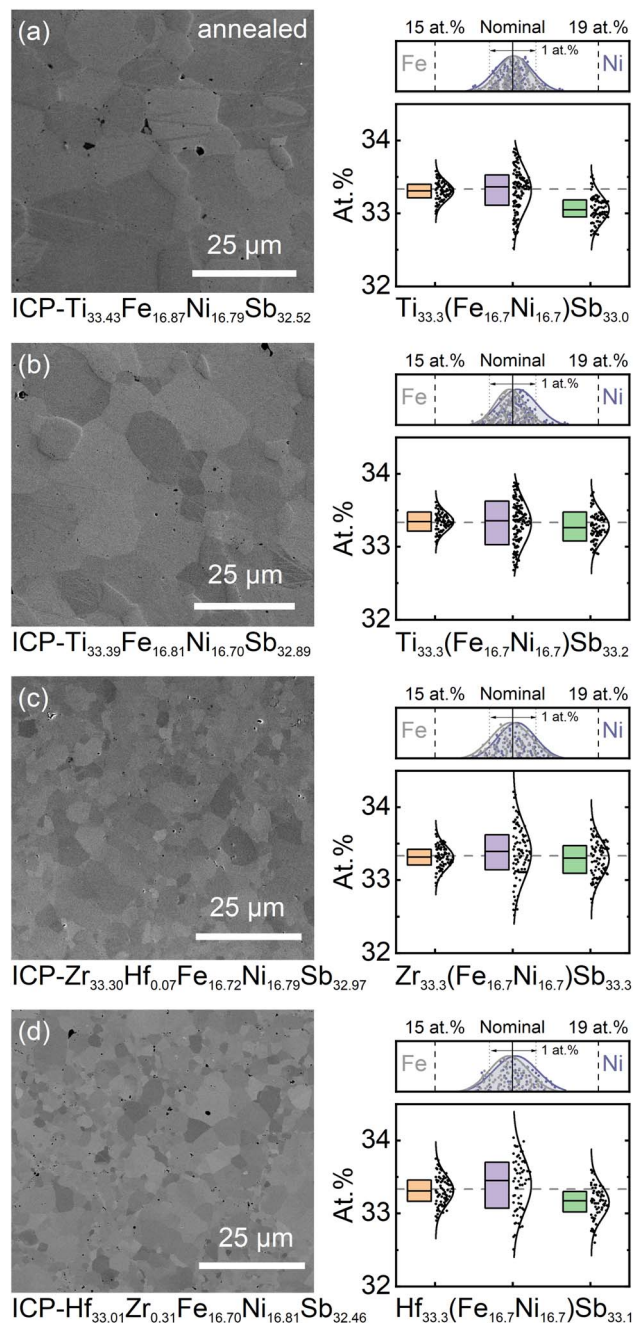 (a) annealed
25 µm
ICP-Ti33.43Fe16.87Ni16.79Sb32.52
15 at.% Nominal 19 at.%
Fe 1 at.% Ni
At.%
34
33
32
Ti33.3(Fe16.7Ni16.7)Sb33.0
(b)
25 µm
ICP-Ti33.39Fe16.81Ni16.70Sb32.89
15 at.% Nominal 19 at.%
Fe 1 at.% Ni
At.%
34
33
32
Ti33.3(Fe16.7Ni16.7)Sb33.2
(c)
25 µm
ICP-Zr33.30Hf0.07Fe16.72Ni16.79Sb32.97
15 at.% Nominal 19 at.%
Fe 1 at.% Ni
At.%
34
33
32
Zr33.3(Fe16.7Ni16.7)Sb33.3
(d)
25 µm
ICP-Hf33.01Zr0.31Fe16.70Ni16.81Sb32.46
15 at.% Nominal 19 at.%
Fe 1 at.% Ni
At.%
34
33
32
Hf33.3(Fe16.7Ni16.7)Sb33.1